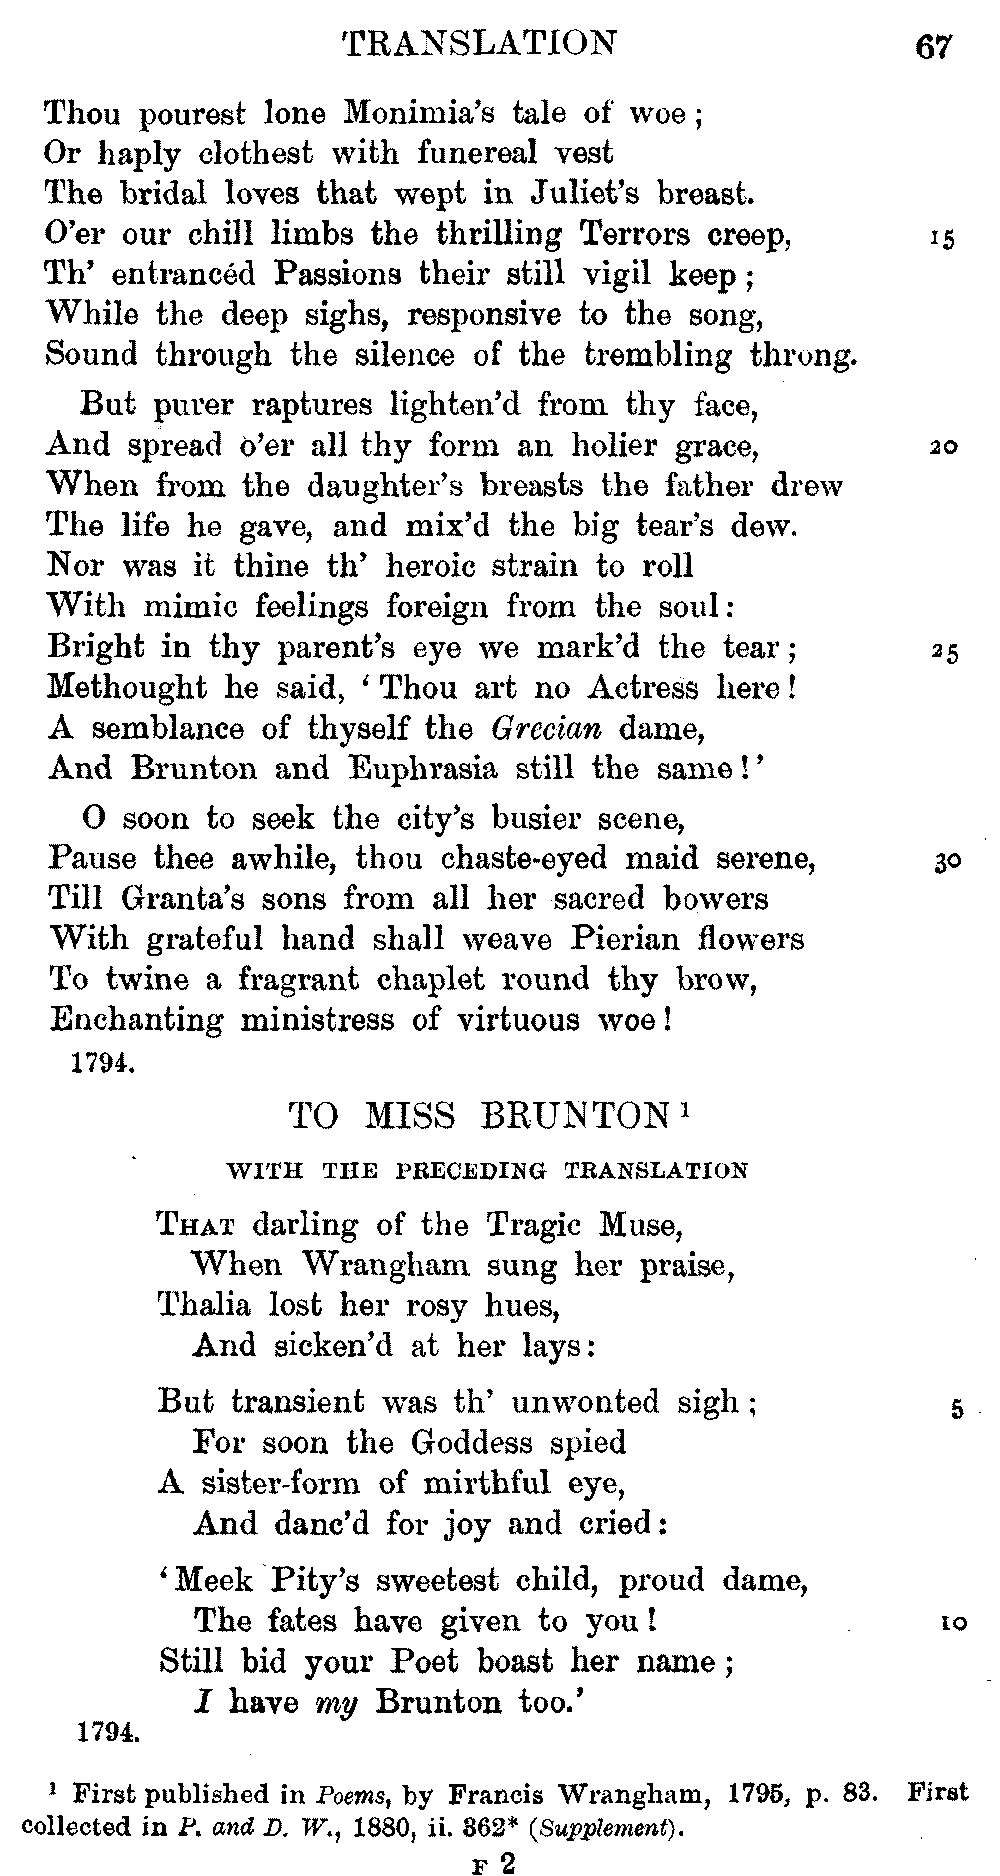 TRANSLATION 67
Thou pourest lone Monimia's tale of woe ;
Or haply clothest with funereal vest
The bridal loves that wept in Juliet's breast.
O'er our chill limbs the thrilling Terrors creep, 15
Th' entrancéd Passions their still vigil keep ;
While the deep sighs, responsive to the song,
Sound through the silence of the trembling throng.
But purer raptures lighten'd from thy face,
And spread o'er all thy form an holier grace, 20
When from the daughter's breasts the father drew
The life he gave, and mix'd the big tear's dew.
Nor was it thine th' heroic strain to roll
With mimic feelings foreign from the soul :
Bright in thy parent's eye we mark'd the tear ; 25
Methought he said, ‘ Thou art no Actress here !
A semblance of thyself the Grecian dame,
And Brunton and Euphrasia still the same ! ’
O soon to seek the city's busier scene,
Pause thee awhile, thou chaste-eyed maid serene, 30
Till Granta's sons from all her sacred bowers
With grateful hand shall weave Pierian flowers
To twine a fragrant chaplet round thy brow,
Enchanting ministress of virtuous woe !
1794.
TO MISS BRUNTON ¹
WITH THE PRECEDING TRANSLATION
THAT darling of the Tragic Muse,
When Wrangham sung her praise,
Thalia lost her rosy hues,
And sicken'd at her lays :
But transient was th' unwonted sigh ; 5
For soon the Goddess spied
A sister-form of mirthful eye,
And danc'd for joy and cried :
‘ Meek Pity's sweetest child, proud dame,
The fates have given to you ! 10
Still bid your Poet boast her name ;
I have my Brunton too.’
1794.
¹ First published in Poems, by Francis Wrangham, 1795, p. 83. First
collected in P. and D. W., 1880, ii. 362* (Supplement).
F 2